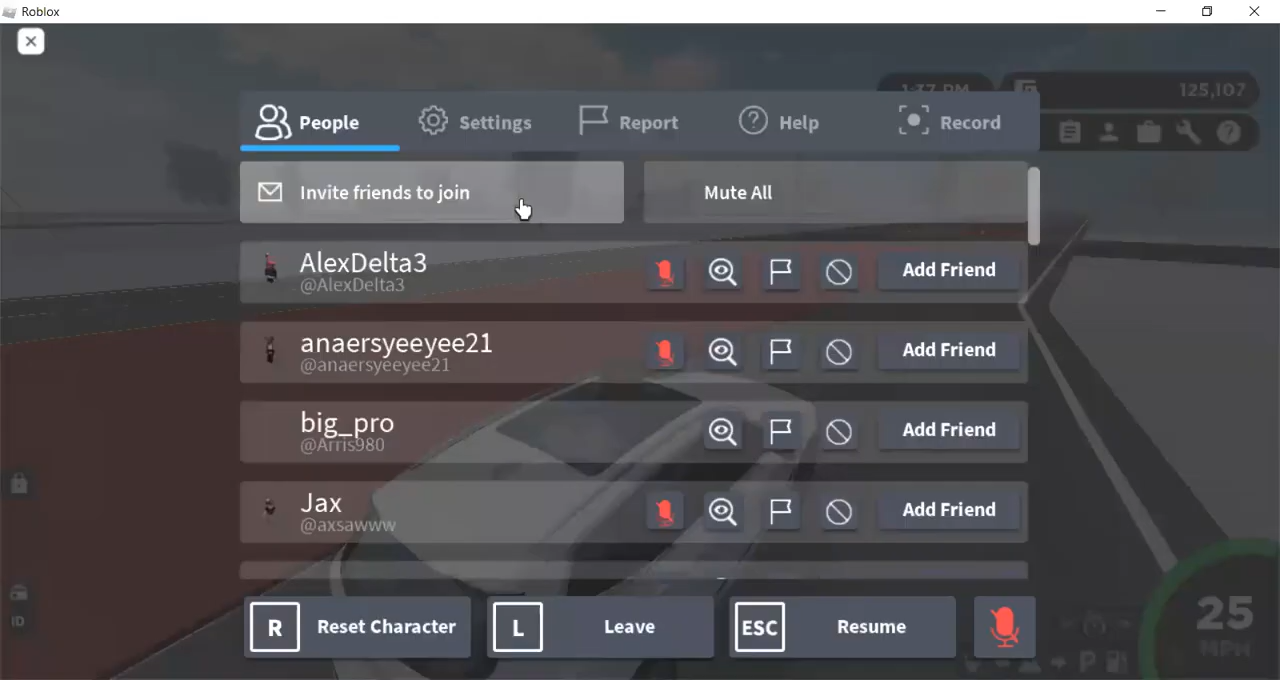 Roblox
1:37 PM
125,107
People
Settings
Report
Help
Record
Invite friends to join
Mute All
AlexDelta3
@AlexDelta3
Add Friend
anaersyeeyee21
@anaersyeeyee21
Add Friend
big_pro
@Arris980
Add Friend
Jax
@axsawww
Add Friend
ID
R
Reset Character
L
Leave
ESC
Resume
25
MPH
P